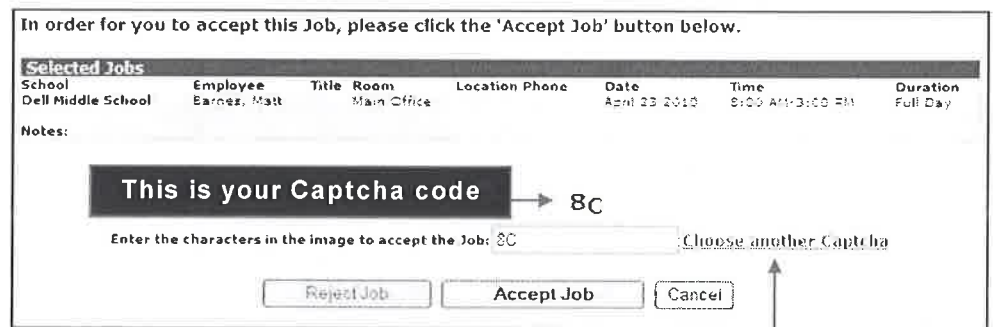 In order for you to accept this Job, please click the 'Accept Job' button below.
Selected Jobs
School Employee Title Room Location Phone Date Time Duration
Dell Middle School Barnes, Matt Main Office April 23 2010 8:00 AM-3:00 PM Full Day
Notes:
This is your Captcha code 8C
Enter the characters in the image to accept the Job: 8C Choose another Captcha
Reject Job Accept Job Cancel